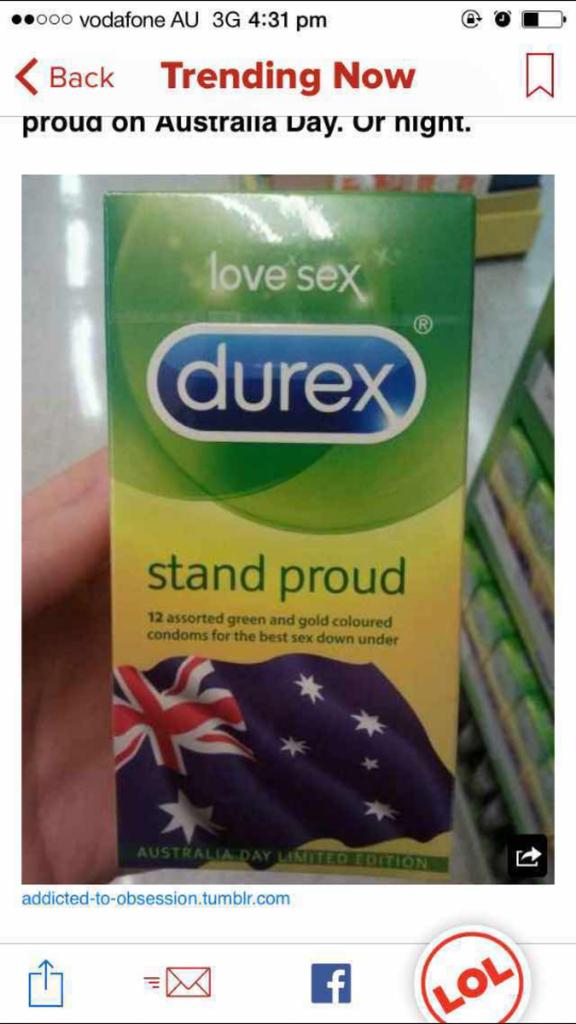 vodafone AU 3G 4:31 pm
Back Trending Now
proud on Australia Day. Or night.
love sex
durex®
stand proud
12 assorted green and gold coloured
condoms for the best sex down under
AUSTRALIA DAY LIMITED EDITION
addicted-to-obsession.tumblr.com
f
LOL